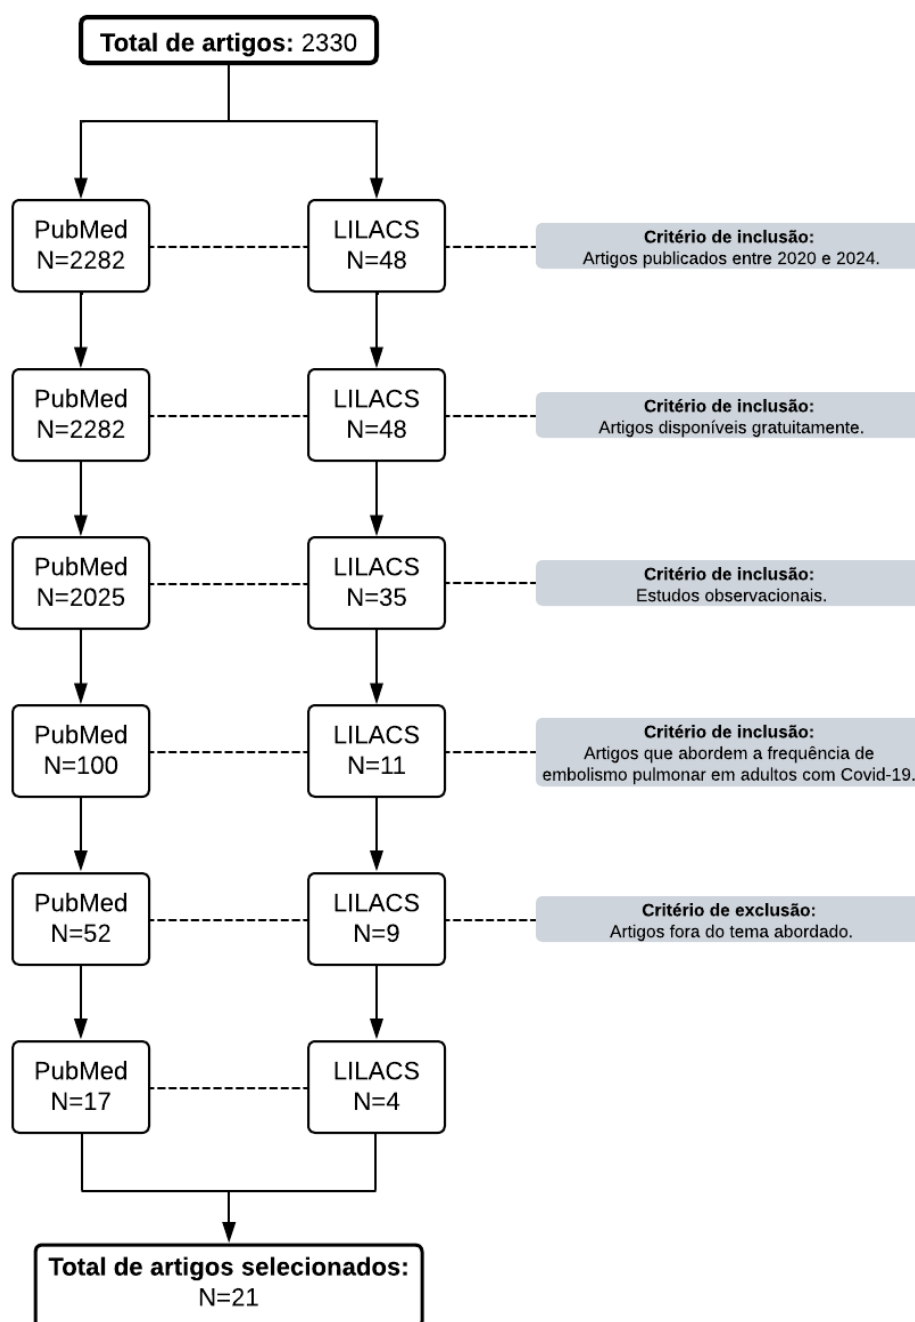 Total de artigos: 2330
PubMed
N=2282
LILACS
N=48
Critério de inclusão:
Artigos publicados entre 2020 e 2024.
PubMed
N=2282
LILACS
N=48
Critério de inclusão:
Artigos disponíveis gratuitamente.
PubMed
N=2025
LILACS
N=35
Critério de inclusão:
Estudos observacionais.
PubMed
N=100
LILACS
N=11
Critério de inclusão:
Artigos que abordem a frequência de
embolismo pulmonar em adultos com Covid-19.
PubMed
N=52
LILACS
N=9
Critério de exclusão:
Artigos fora do tema abordado.
PubMed
N=17
LILACS
N=4
Total de artigos selecionados:
N=21